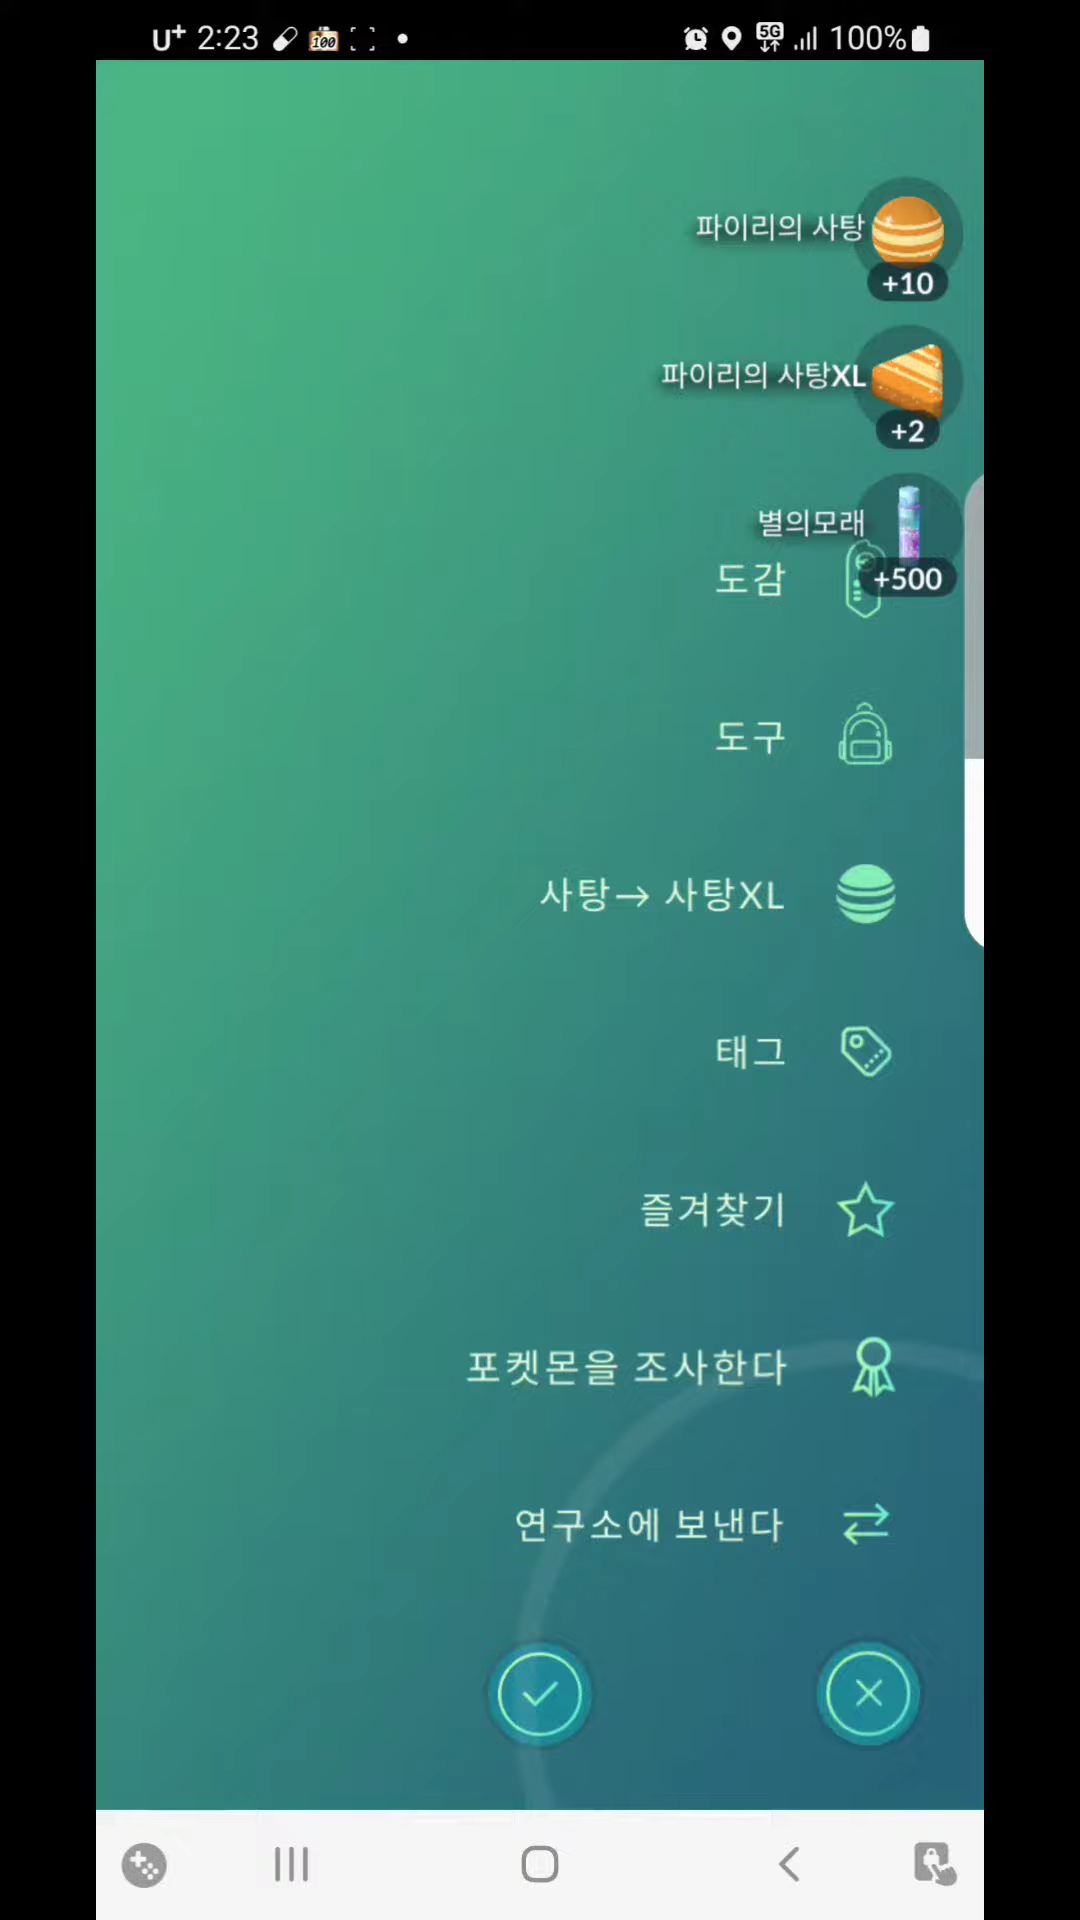 U+ 2:23 100 5G 100%
파이리의 사탕
+10
파이리의 사탕XL
+2
별의모래
+500
도감
도구
사탕→ 사탕XL
태그
즐겨찾기
포켓몬을 조사한다
연구소에 보낸다